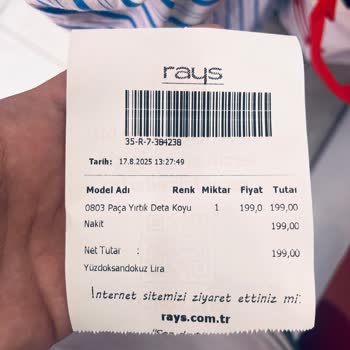 rays
35-R-7-384238
Tarih: 17.8.2025 13:27:49
Model Adı Renk Miktar Fiyat Tutar
0803 Paça Yırtık Deta Koyu 1 199,0 199,00
Nakit 199,00
Net Tutar : 199,00
Yüzdoksandokuz Lira
İnternet sitemizi ziyaret ettiniz mi?
rays.com.tr